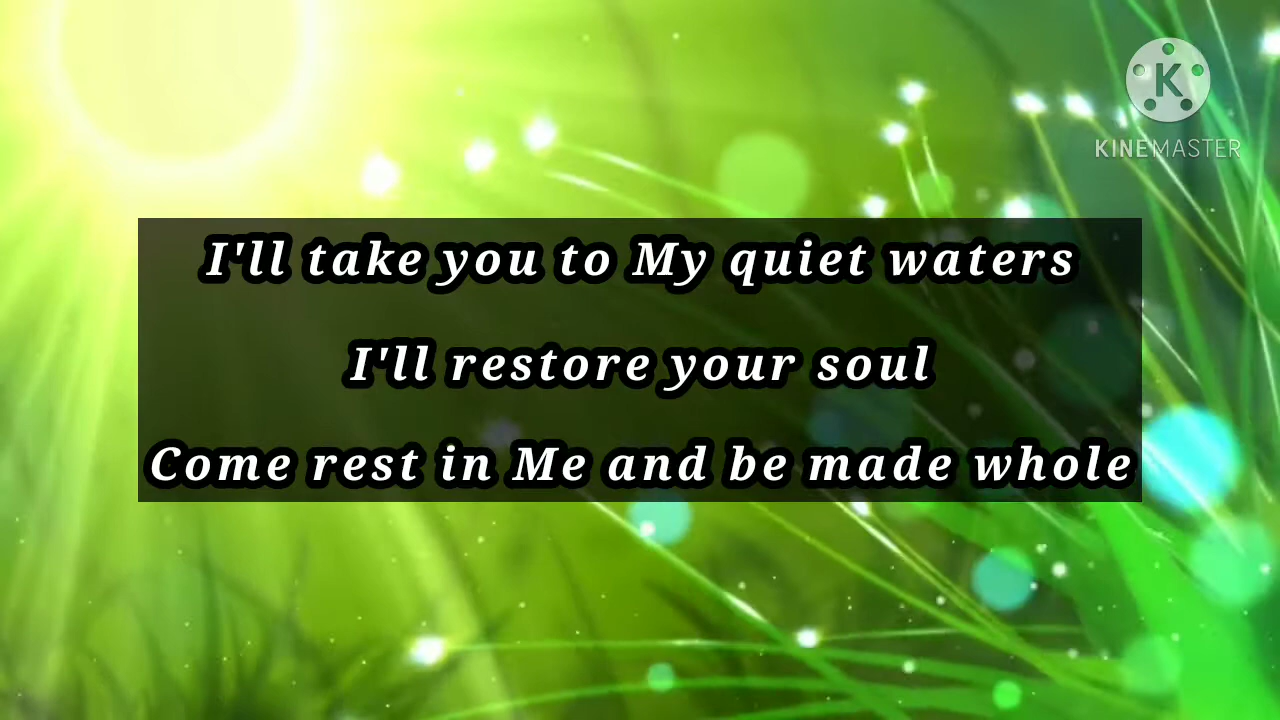 K
KINEMASTER
I'll take you to My quiet waters
I'll restore your soul
Come rest in Me and be made whole